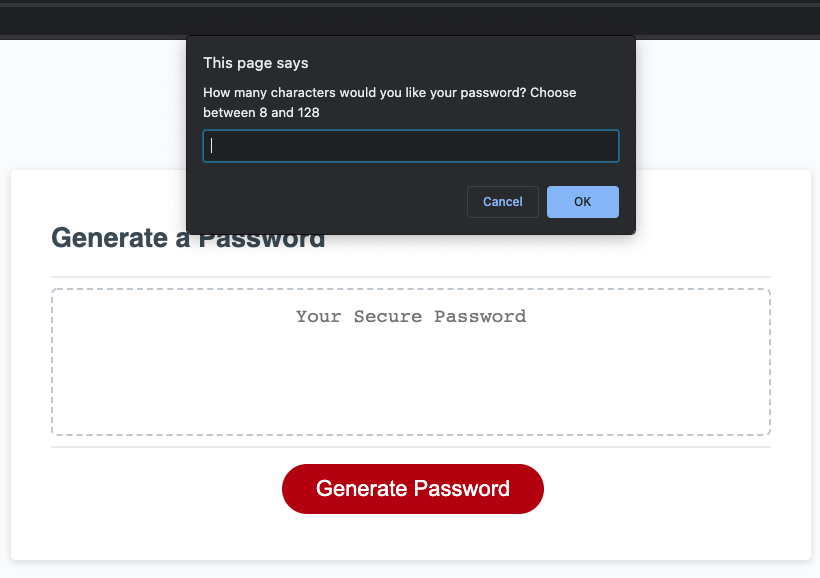 This page says
How many characters would you like your password? Choose
between 8 and 128
Cancel
OK
Generate a Password
Your Secure Password
Generate Password